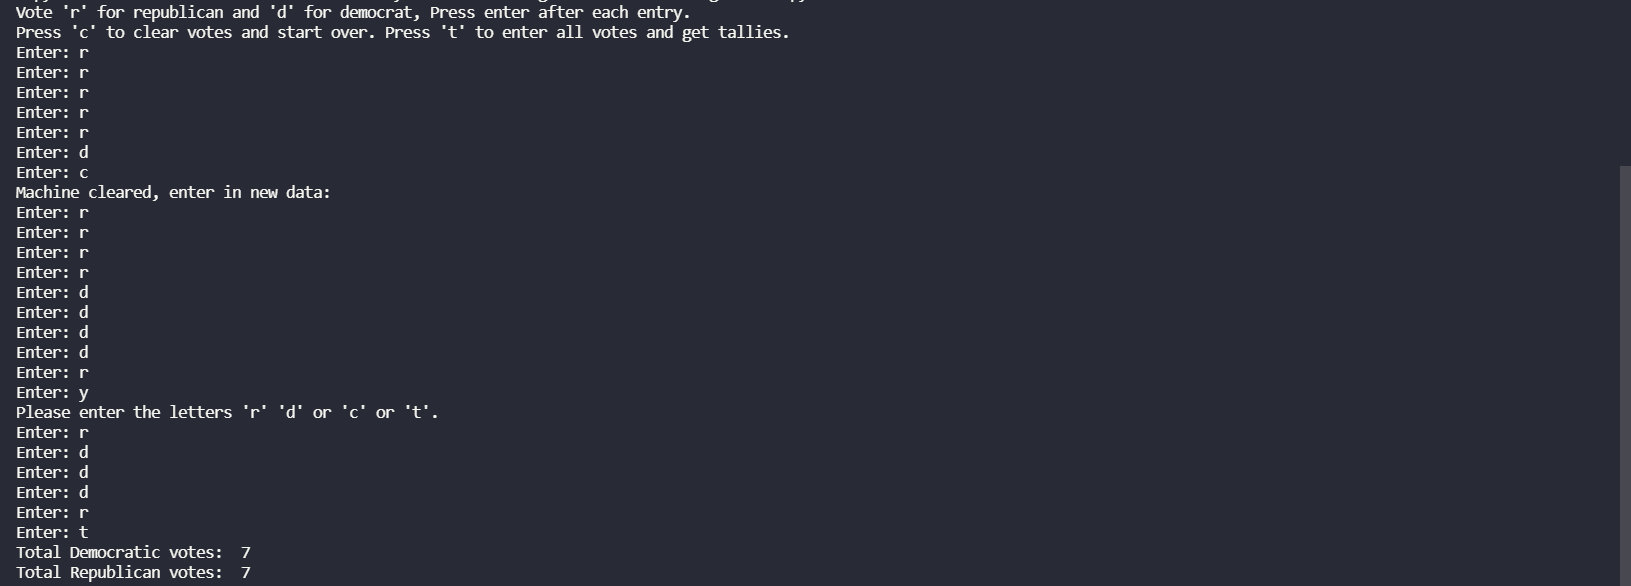 Vote 'r' for republican and 'd' for democrat, Press enter after each entry.
Press 'c' to clear votes and start over. Press 't' to enter all votes and get tallies.
Enter: r
Enter: r
Enter: r
Enter: r
Enter: r
Enter: d
Enter: c
Machine cleared, enter in new data:
Enter: r
Enter: r
Enter: r
Enter: r
Enter: d
Enter: d
Enter: d
Enter: d
Enter: r
Enter: y
Please enter the letters 'r' 'd' or 'c' or 't'.
Enter: r
Enter: d
Enter: d
Enter: d
Enter: r
Enter: t
Total Democratic votes:  7
Total Republican votes:  7